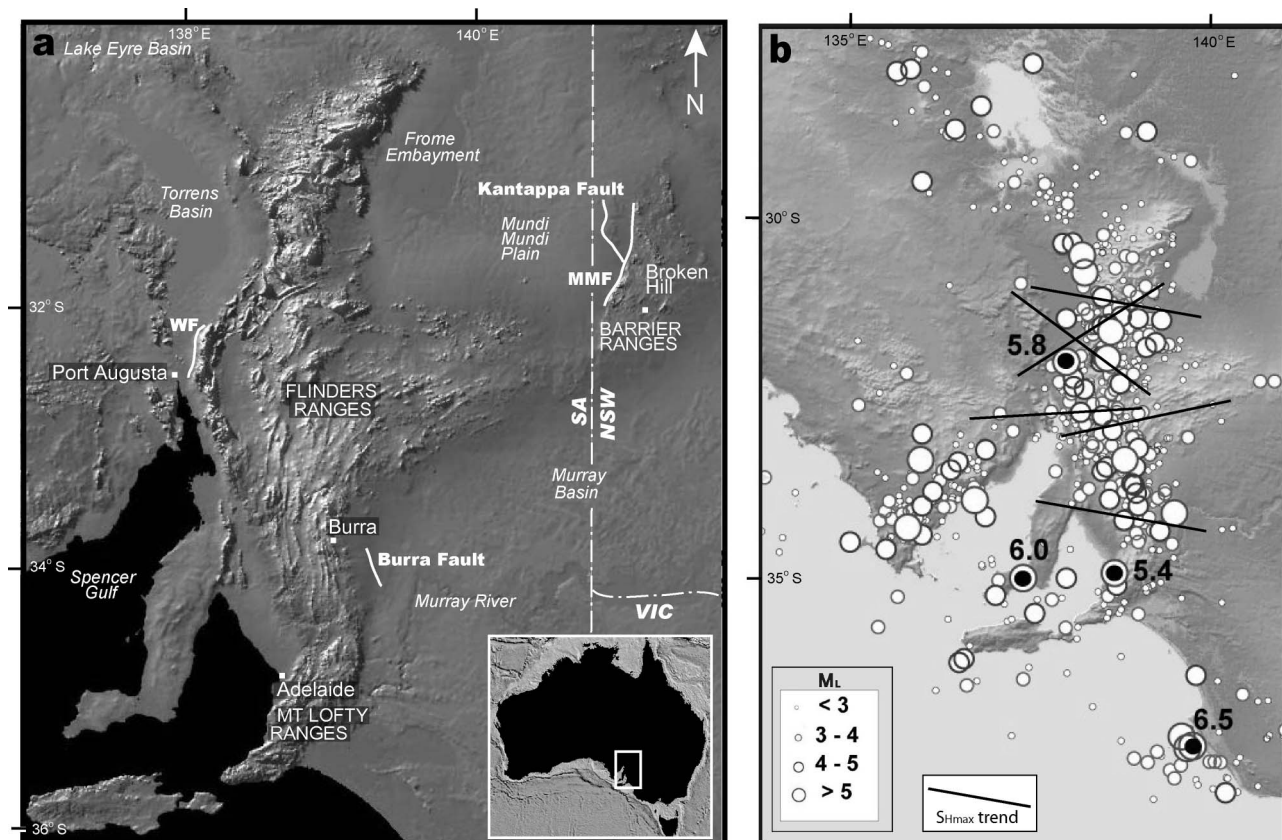 a
138°E
140°E
Lake Eyre Basin
N
Frome
Embayment
Torrens
Basin
Kantappa Fault
Mundi
Mundi
Plain
MMF
Broken
Hill
32°S
WF
BARRIER
RANGES
Port Augusta
FLINDERS
RANGES
SA
NSW
Murray
Basin
Burra
Burra Fault
34°S
Spencer
Gulf
Murray River
VIC
Adelaide
MT LOFTY
RANGES
36°S
b
135°E
140°E
30°S
5.8
35°S
6.0
5.4
6.5
ML
< 3
3 - 4
4 - 5
> 5
SHmax trend